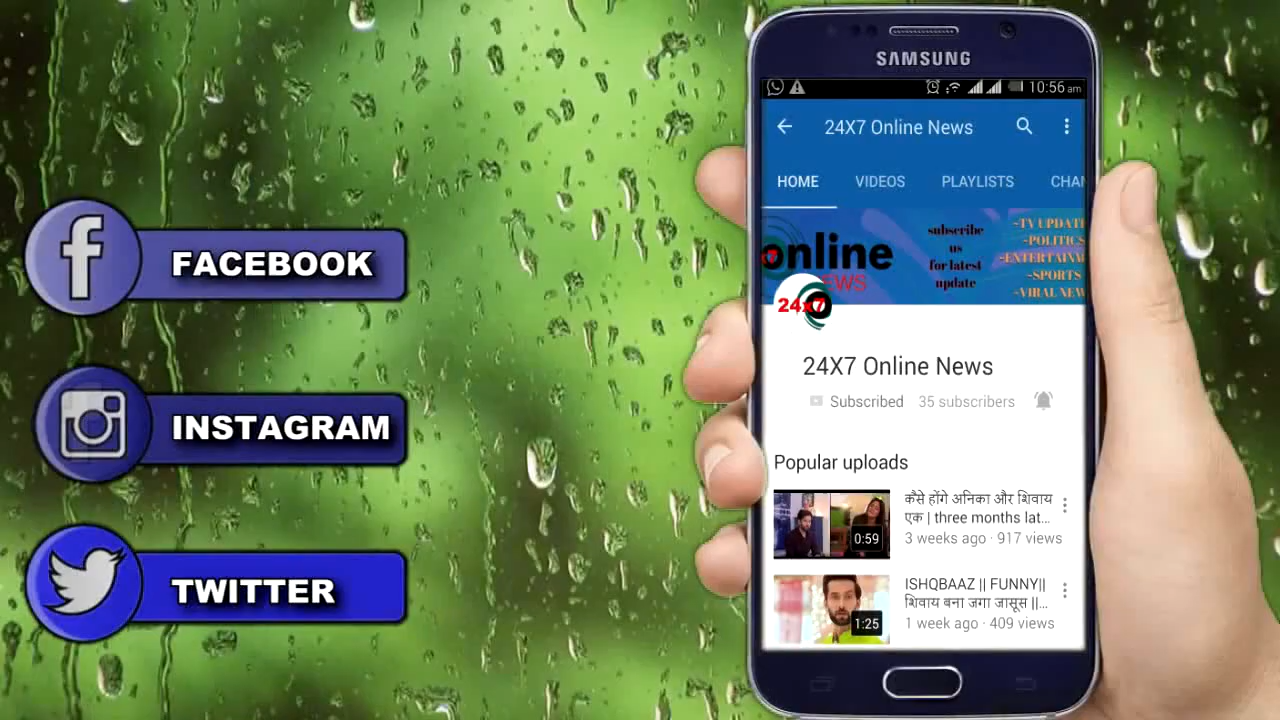 FACEBOOK
INSTAGRAM
TWITTER
SAMSUNG
10:56 am
24X7 Online News
HOME VIDEOS PLAYLISTS CHAN
online
NEWS
24x7
subscribe
us
for latest
update
~TV UPDATE
~POLITICS
~ENTERTAINM
~SPORTS
~VIRAL NEW
24X7 Online News
Subscribed 35 subscribers
Popular uploads
कैसे होंगे अनिका और शिवाय
एक | three months lat...
3 weeks ago · 917 views
0:59
ISHQBAAZ || FUNNY||
शिवाय बना जगा जासूस ||...
1 week ago · 409 views
1:25